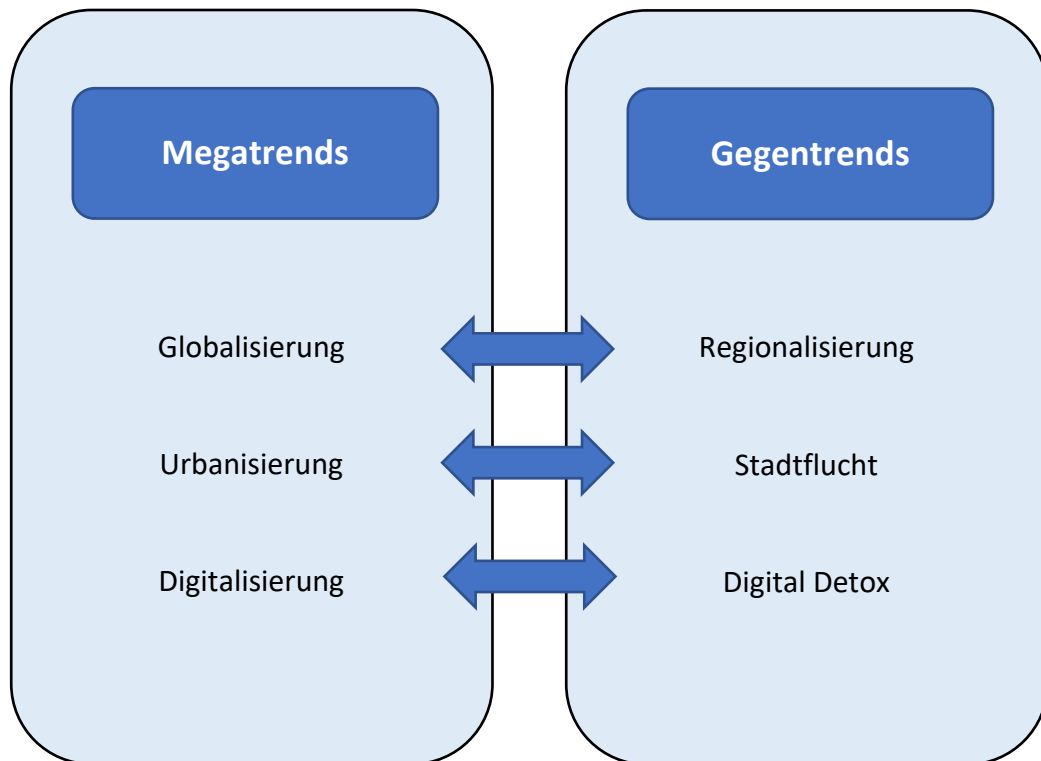 Megatrends
Gegentrends
Globalisierung
Regionalisierung
Urbanisierung
Stadtflucht
Digitalisierung
Digital Detox